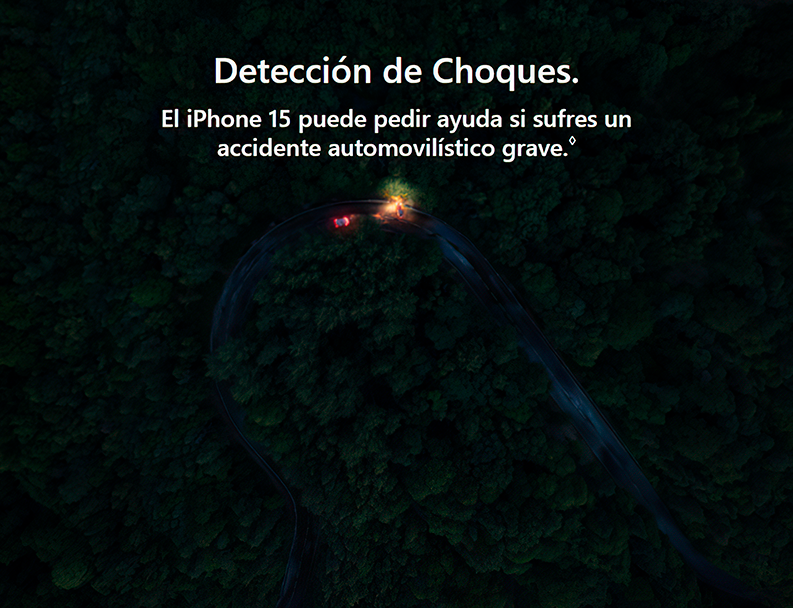 Detección de Choques.
El iPhone 15 puede pedir ayuda si sufres un
accidente automovilístico grave.◊